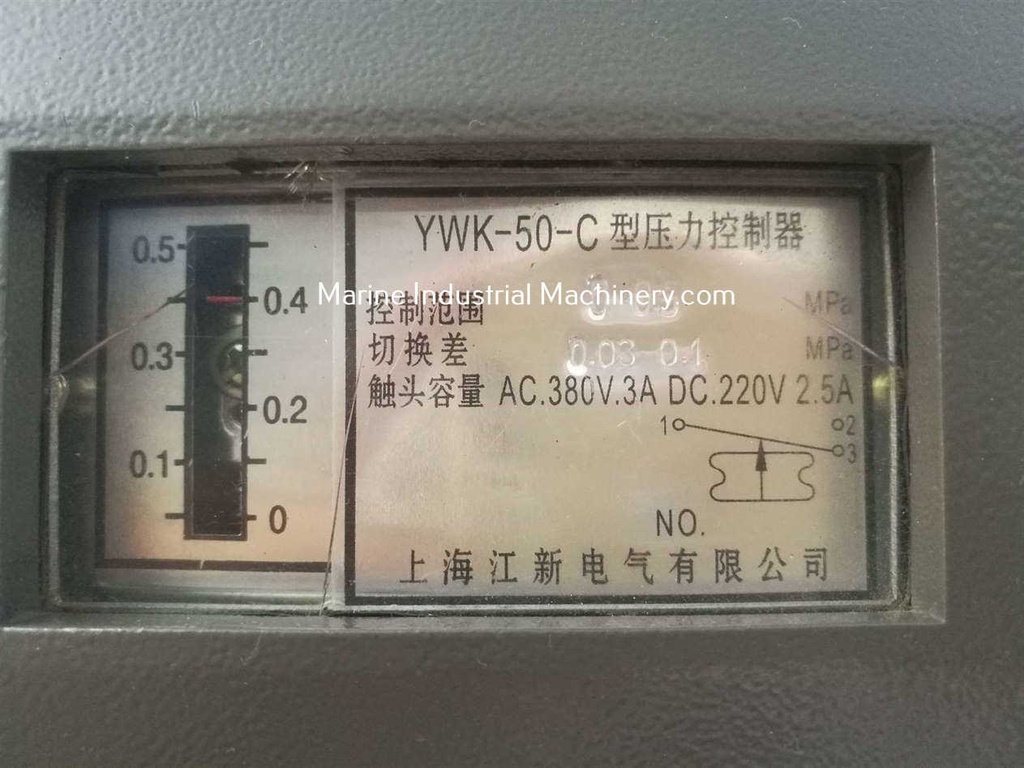 YWK-50-C 型压力控制器
Marine Industrial Machinery.com
控制范围 0 0.5 MPa
切换差 0.03 0.1 MPa
触头容量 AC.380V.3A DC.220V 2.5A
1 2
3
NO.
上海江新电气有限公司
0.5
0.4
0.3
0.2
0.1
0